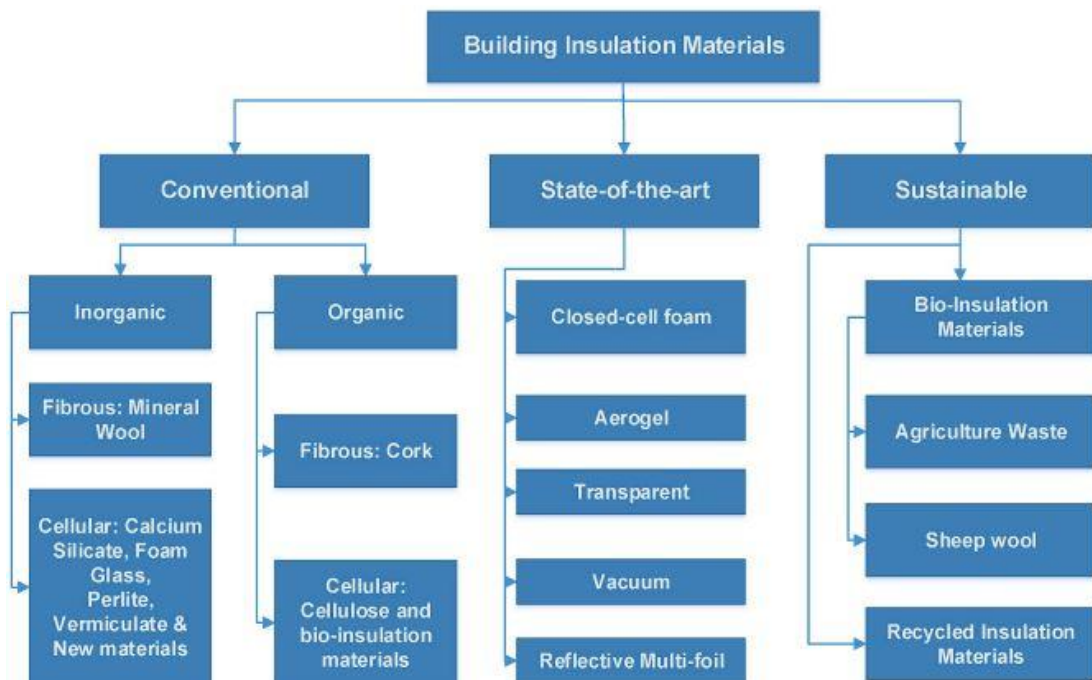 Building Insulation Materials
Conventional
State-of-the-art
Sustainable
Inorganic
Organic
Closed-cell foam
Bio-Insulation
Materials
Fibrous: Mineral
Wool
Fibrous: Cork
Aerogel
Agriculture Waste
Transparent
Cellular: Calcium
Silicate, Foam
Glass,
Perlite,
Vermiculate &
New materials
Cellular:
Cellulose and
bio-insulation
materials
Vacuum
Sheep wool
Reflective Multi-foil
Recycled Insulation
Materials